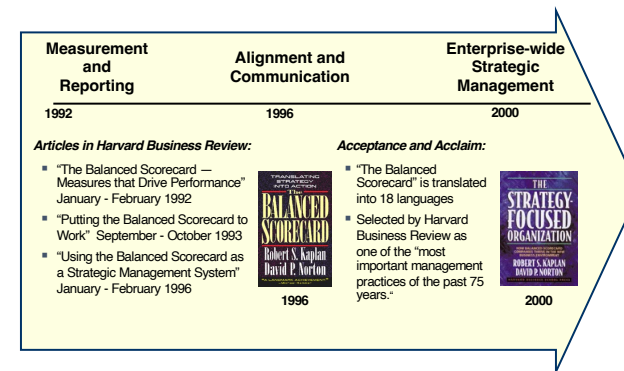 Measurement
and
Reporting
Alignment and
Communication
Enterprise-wide
Strategic
Management
1992
1996
2000
Articles in Harvard Business Review:
▪ “The Balanced Scorecard —
Measures that Drive Performance”
January - February 1992
▪ “Putting the Balanced Scorecard to
Work” September - October 1993
▪ “Using the Balanced Scorecard as
a Strategic Management System”
January - February 1996
TRANSLATING
STRATEGY
INTO ACTION
The
BALANCED
SCORECARD
Robert S. Kaplan
David P. Norton
1996
Acceptance and Acclaim:
▪ “The Balanced
Scorecard” is translated
into 18 languages
▪ Selected by Harvard
Business Review as
one of the “most
important management
practices of the past 75
years.“
THE
STRATEGY-
FOCUSED
ORGANIZATION
ROBERT S. KAPLAN
DAVID P. NORTON
2000